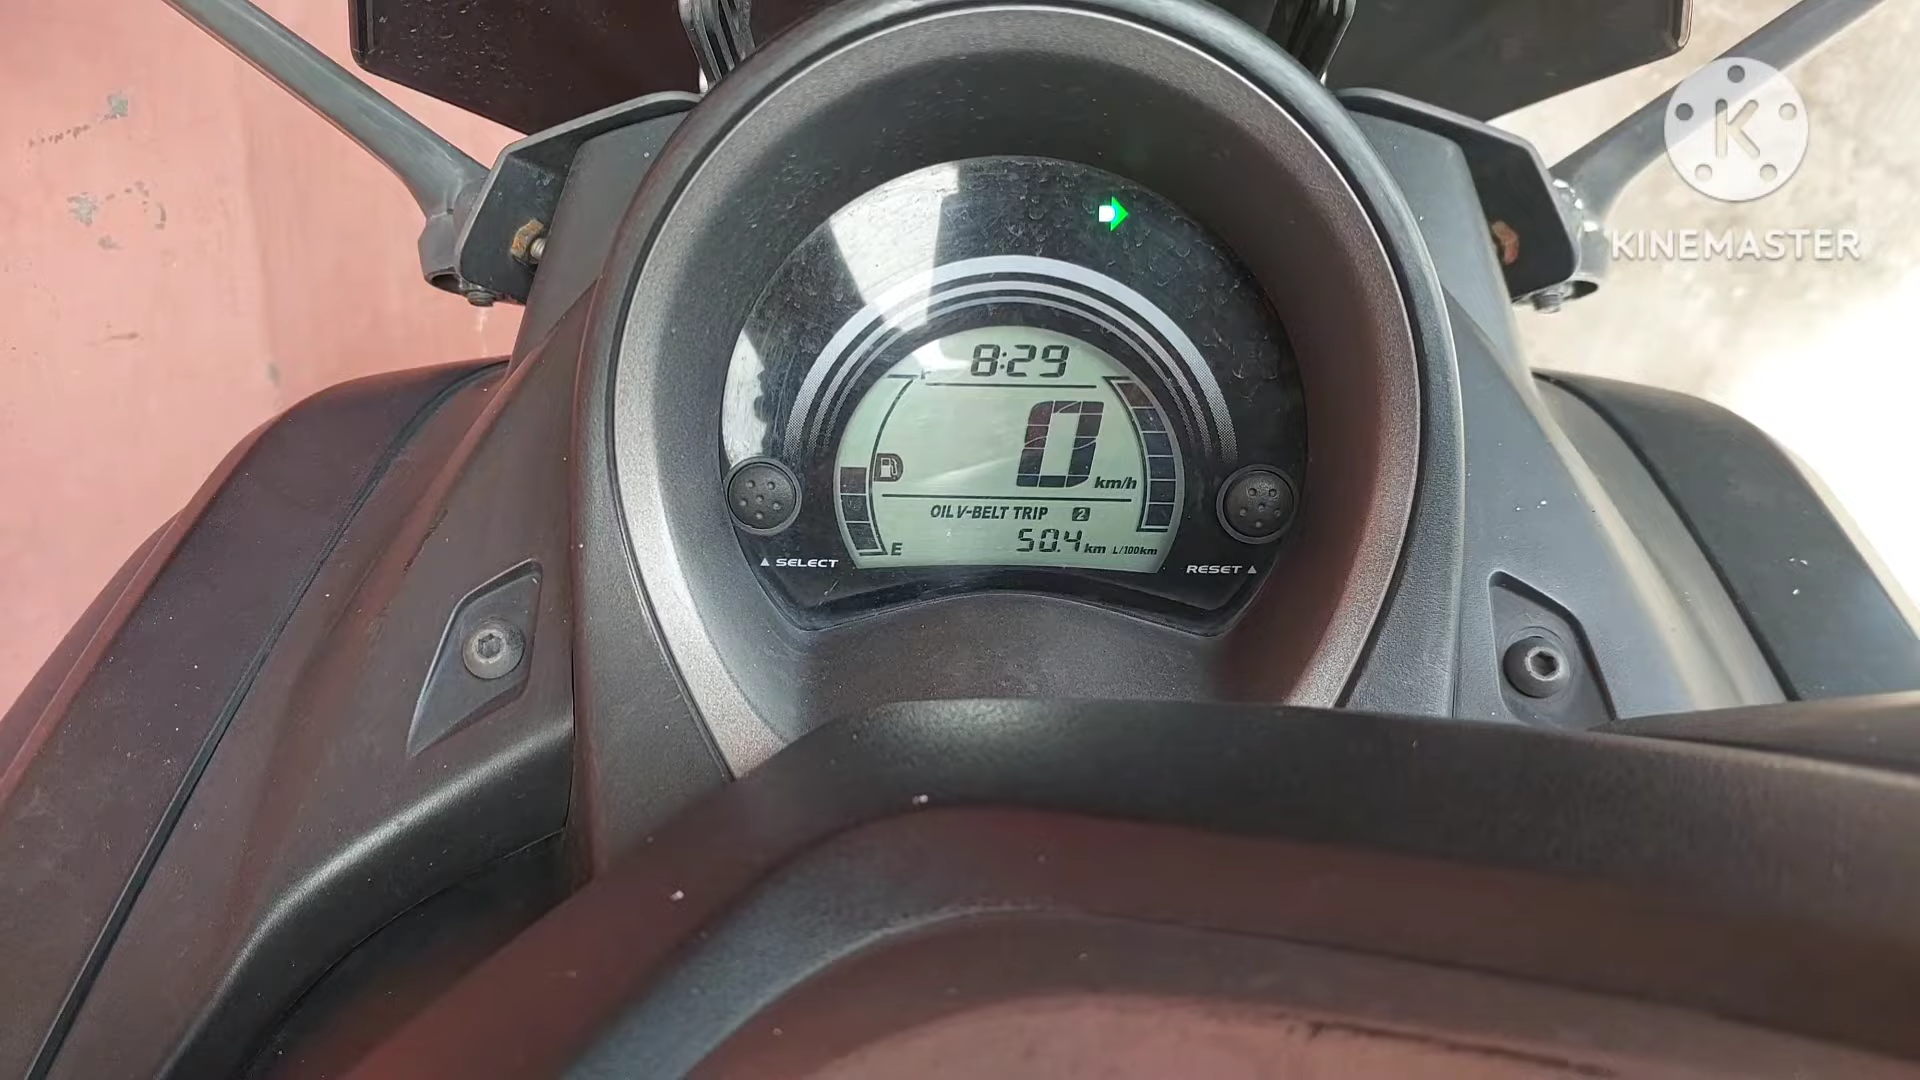 K
KINEMASTER
8:29
0 km/h
OIL V-BELT TRIP 2
50.4 km L/100km
E
SELECT
RESET